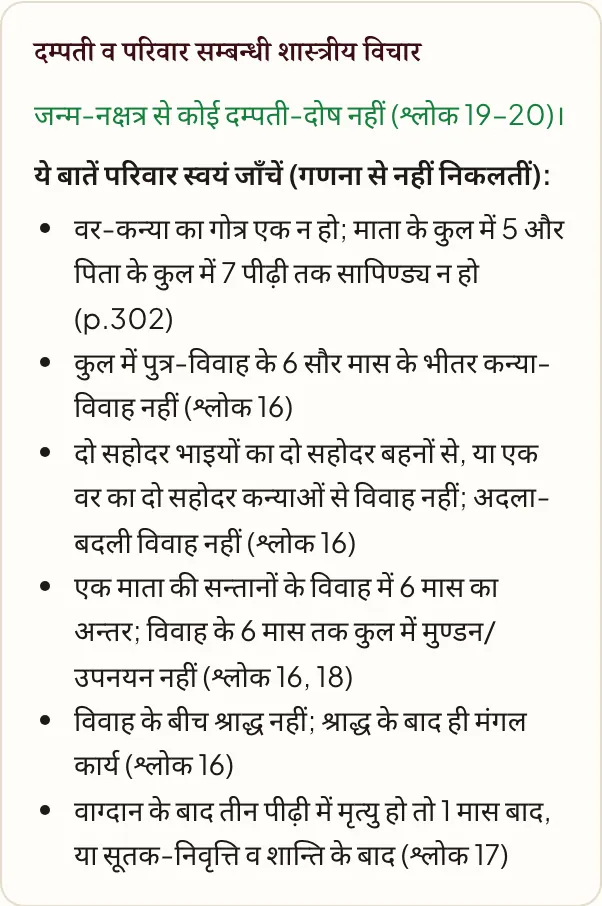 दम्पती व परिवार सम्बन्धी शास्त्रीय विचार
जन्म-नक्षत्र से कोई दम्पती-दोष नहीं (श्लोक 19-20)।
ये बातें परिवार स्वयं जाँचें (गणना से नहीं निकलतीं):
• वर-कन्या का गोत्र एक न हो; माता के कुल में 5 और
पिता के कुल में 7 पीढ़ी तक सापिण्ड्य न हो
(p.302)
• कुल में पुत्र-विवाह के 6 सौर मास के भीतर कन्या-
विवाह नहीं (श्लोक 16)
• दो सहोदर भाइयों का दो सहोदर बहनों से, या एक
वर का दो सहोदर कन्याओं से विवाह नहीं; अदला-
बदली विवाह नहीं (श्लोक 16)
• एक माता की सन्तानों के विवाह में 6 मास का
अन्तर; विवाह के 6 मास तक कुल में मुण्डन/
उपनयन नहीं (श्लोक 16, 18)
• विवाह के बीच श्राद्ध नहीं; श्राद्ध के बाद ही मंगल
कार्य (श्लोक 16)
• वाग्दान के बाद तीन पीढ़ी में मृत्यु हो तो 1 मास बाद,
या सूतक-निवृत्ति व शान्ति के बाद (श्लोक 17)